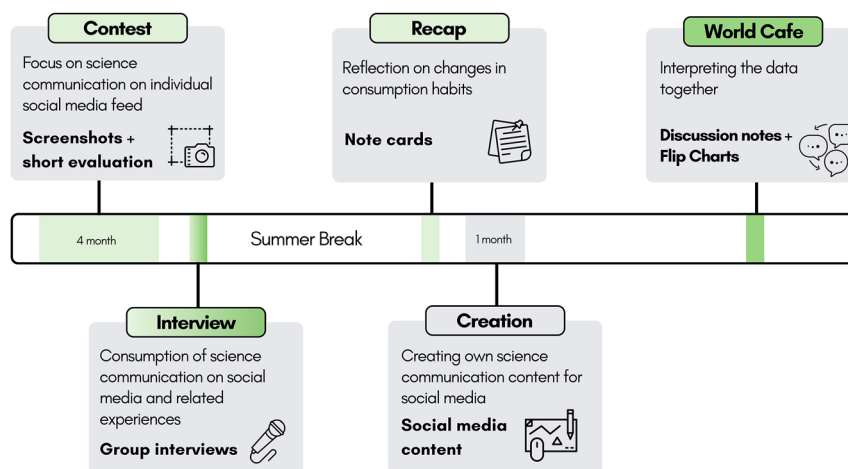 Contest
Focus on science
communication on individual
social media feed
Screenshots +
short evaluation
Recap
Reflection on changes in
consumption habits
Note cards
World Cafe
Interpreting the data
together
Discussion notes +
Flip Charts
4 month
Summer Break
1 month
Interview
Consumption of science
communication on social
media and related
experiences
Group interviews
Creation
Creating own science
communication content for
social media
Social media
content